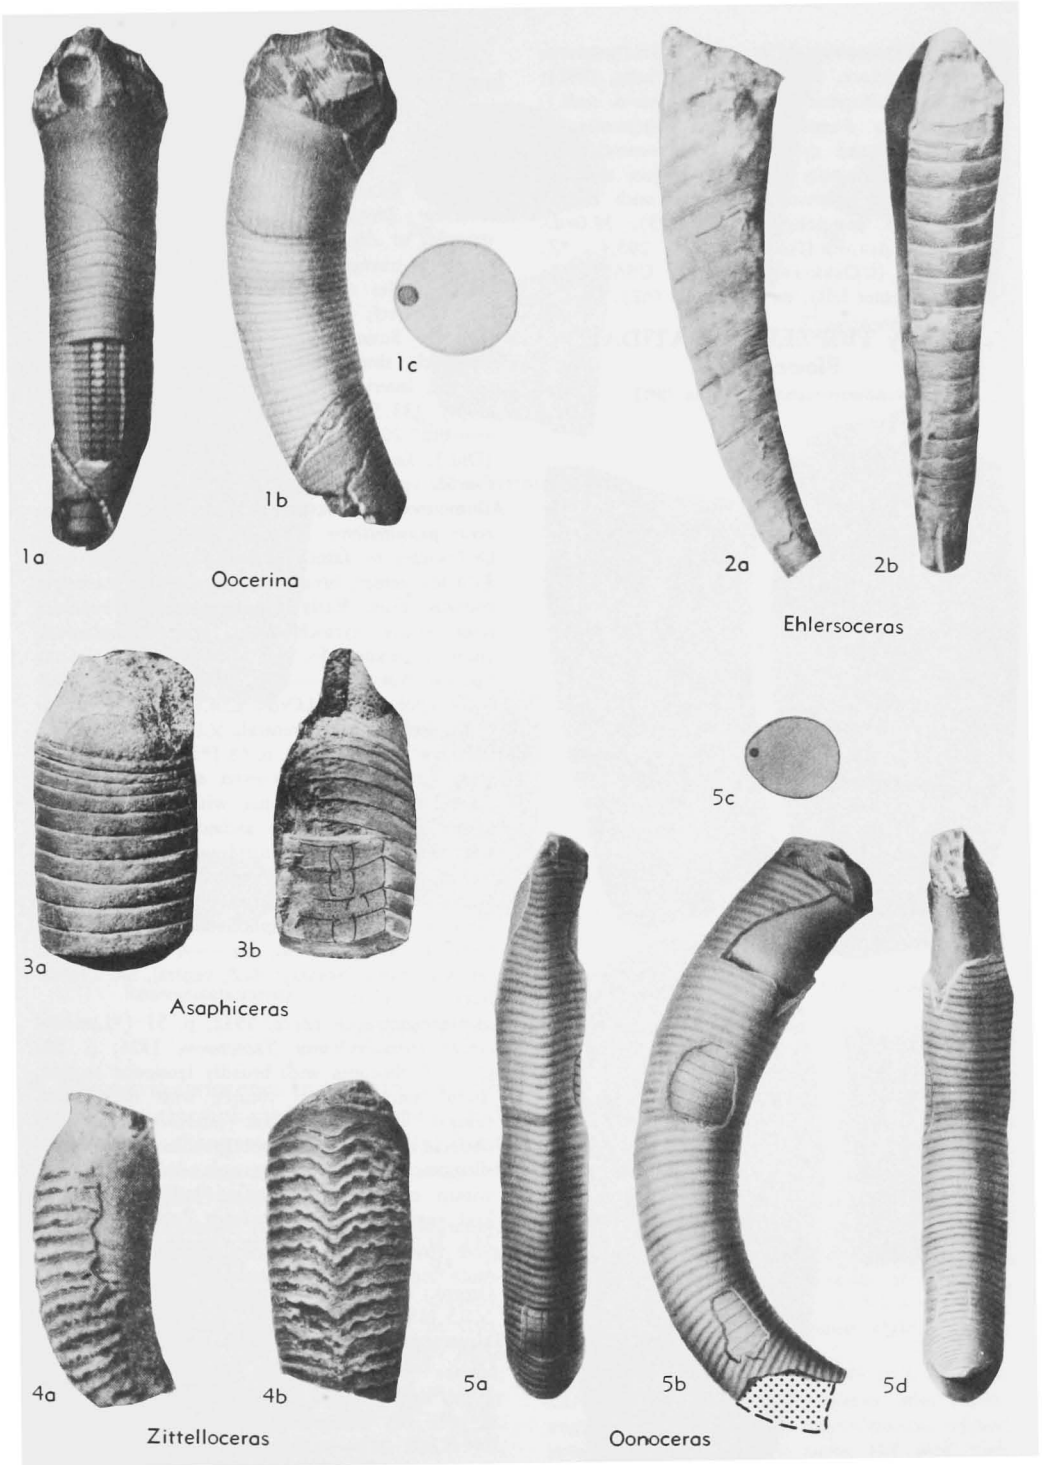 1a
1b
1c
Oocerina
2a
2b
Ehlersoceras
3a
3b
Asaphiceras
5c
4a
4b
Zittelloceras
5a
5b
5d
Oonoceras